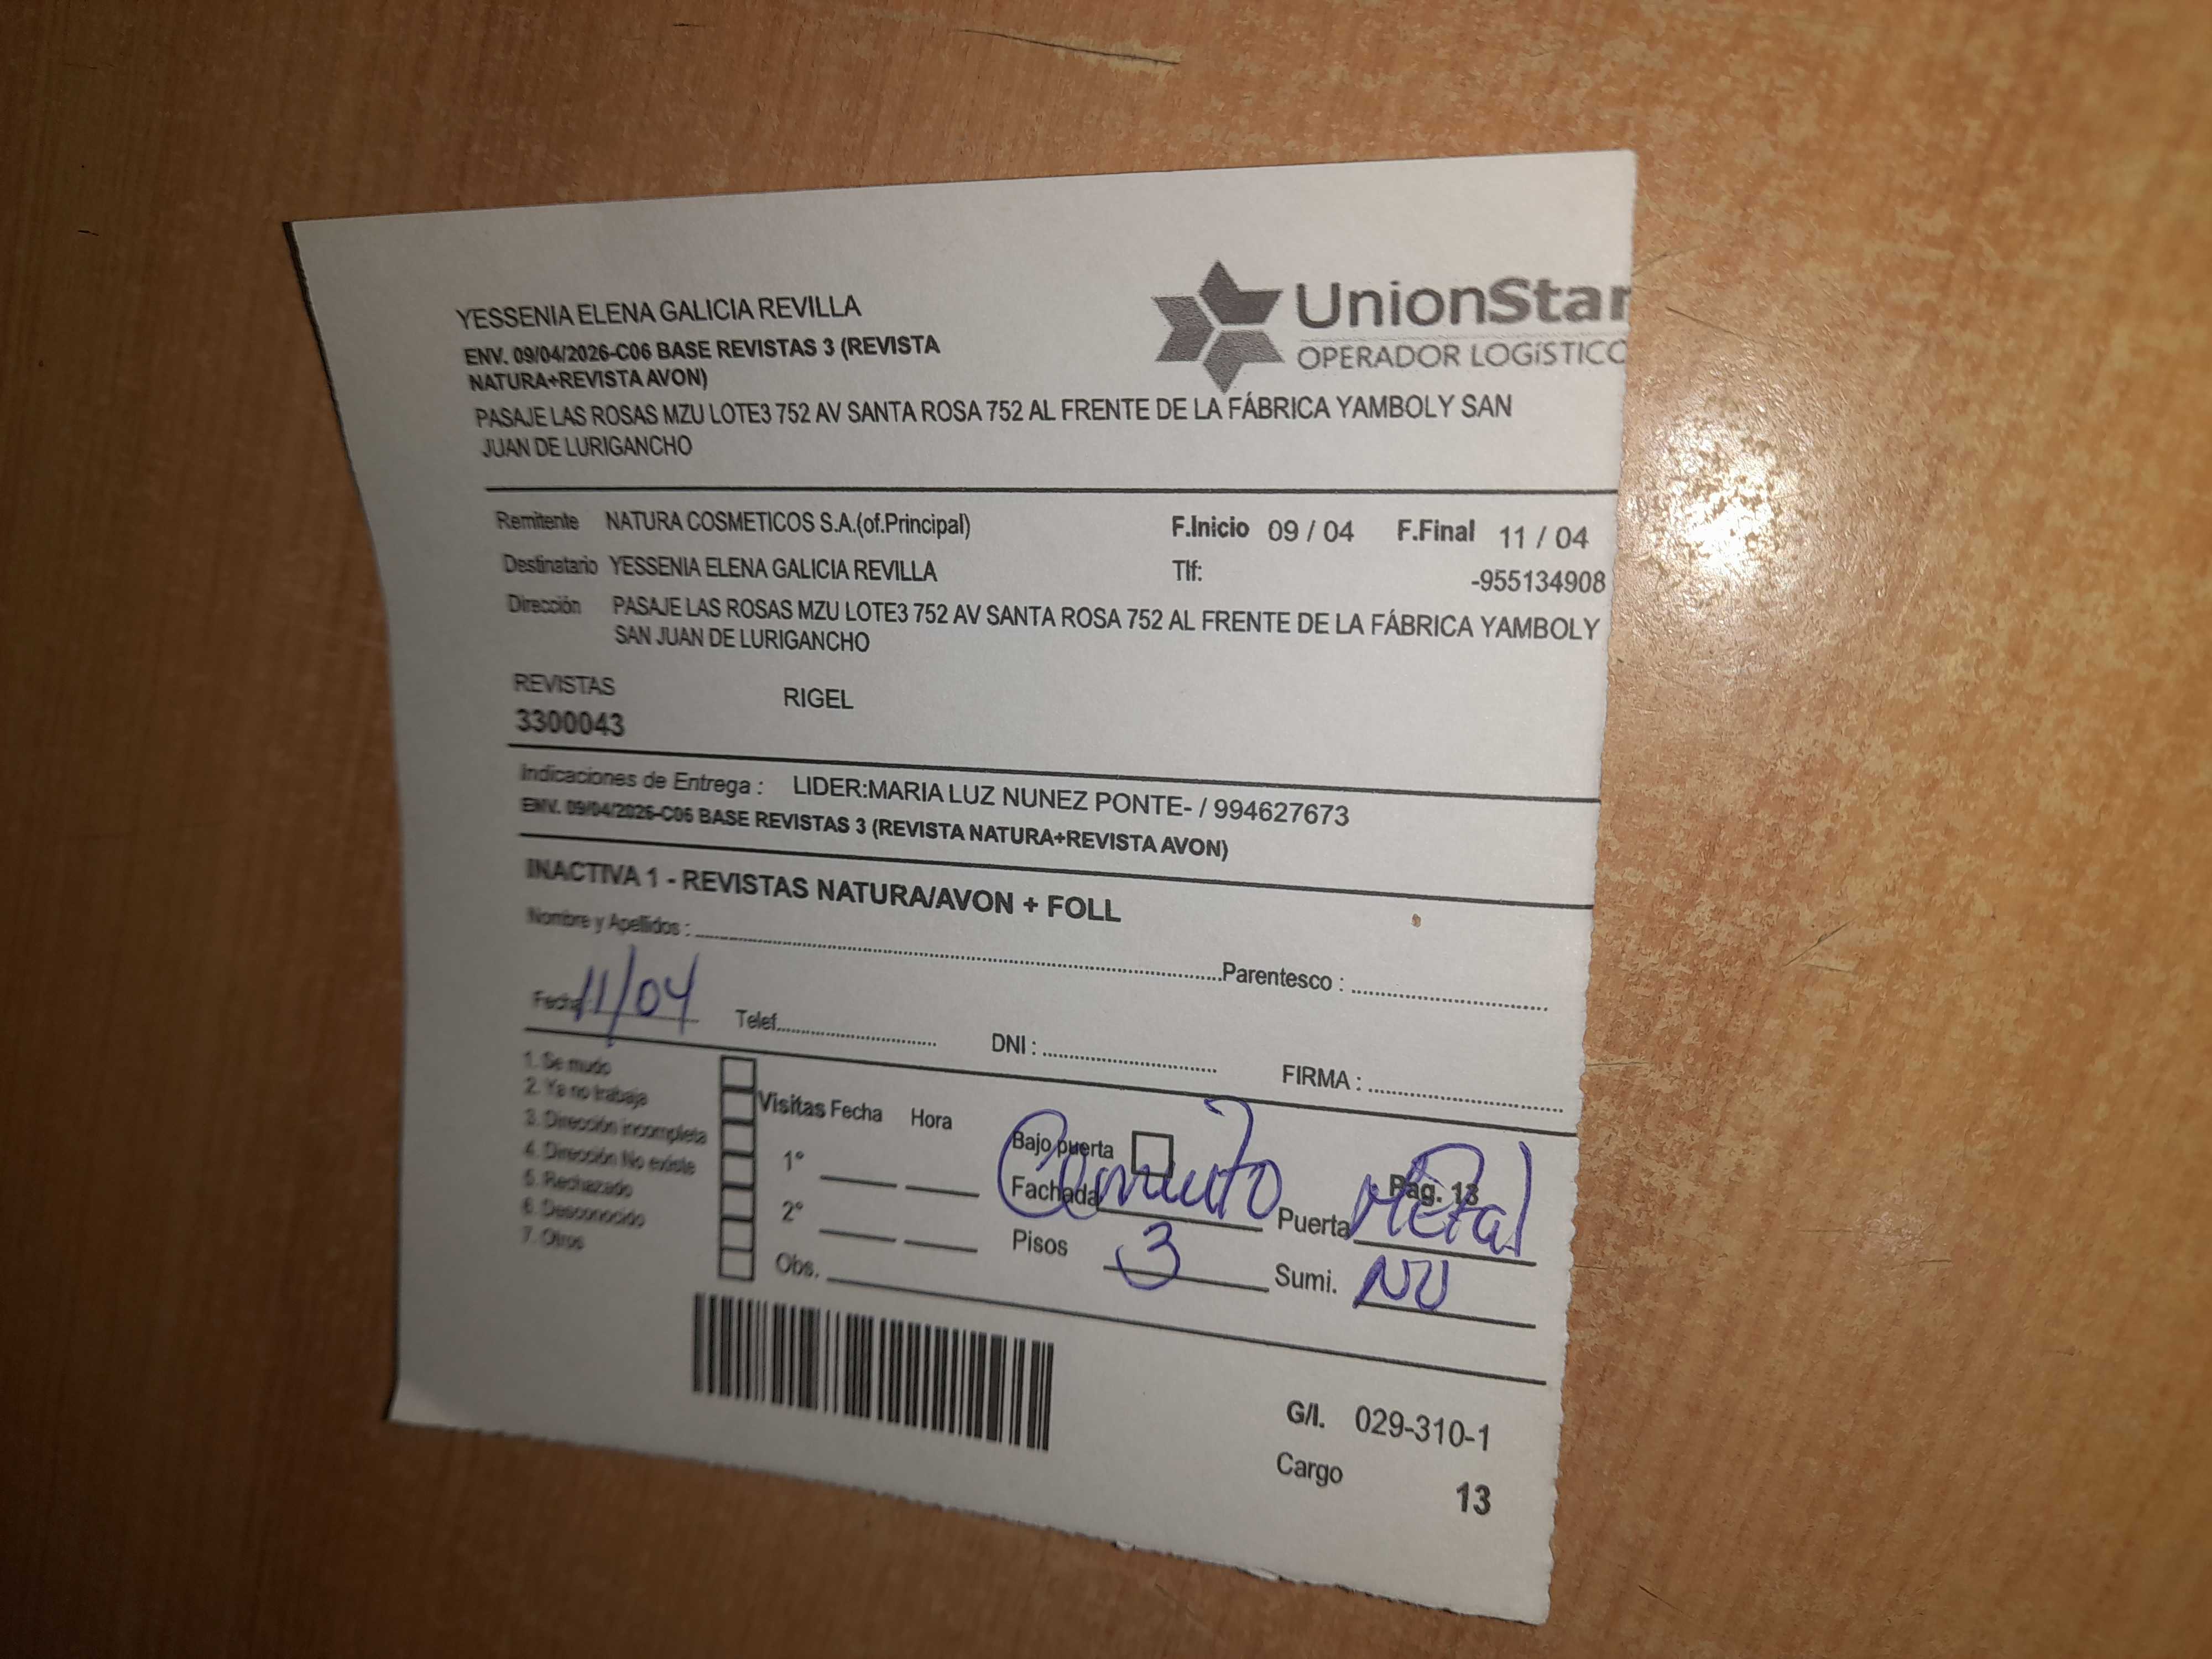 YESSENIA ELENA GALICIA REVILLA
UnionStar
OPERADOR LOGíSTICO
ENV. 09/04/2026-C06 BASE REVISTAS 3 (REVISTA
NATURA+REVISTA AVON)
PASAJE LAS ROSAS MZU LOTE3 752 AV SANTA ROSA 752 AL FRENTE DE LA FÁBRICA YAMBOLY SAN
JUAN DE LURIGANCHO
Remitente NATURA COSMETICOS S.A.(of.Principal) F.Inicio 09 / 04 F.Final 11 / 04
Destinatario YESSENIA ELENA GALICIA REVILLA Tlf: -955134908
Dirección PASAJE LAS ROSAS MZU LOTE3 752 AV SANTA ROSA 752 AL FRENTE DE LA FÁBRICA YAMBOLY
SAN JUAN DE LURIGANCHO
REVISTAS RIGEL
3300043
Indicaciones de Entrega : LIDER:MARIA LUZ NUNEZ PONTE- / 994627673
ENV. 09/04/2026-C06 BASE REVISTAS 3 (REVISTA NATURA+REVISTA AVON)
INACTIVA 1 - REVISTAS NATURA/AVON + FOLL
Nombre y Apellidos : Parentesco :
Fecha 11/04 Telef. DNI : FIRMA :
1. Se mudo
2. Ya no trabaja
3. Dirección incompleta
4. Dirección No existe
5. Rechazado
6. Desconocido
7. Otros
Visitas Fecha Hora
1°
2°
Obs.
Bajo puerta Pag. 13
Fachada Cemento Puerta Metal
Pisos 3 Sumi. NO
G/I. 029-310-1
Cargo 13